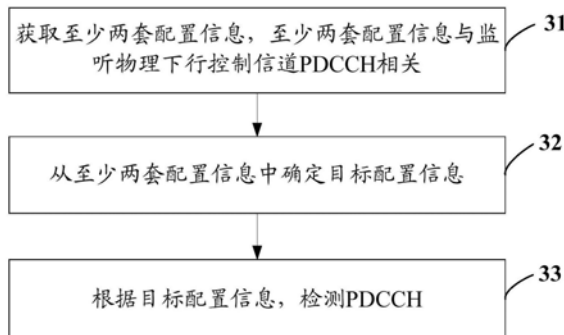 获取至少两套配置信息，至少两套配置信息与监
听物理下行控制信道PDCCH相关
31
从至少两套配置信息中确定目标配置信息
32
根据目标配置信息，检测PDCCH
33